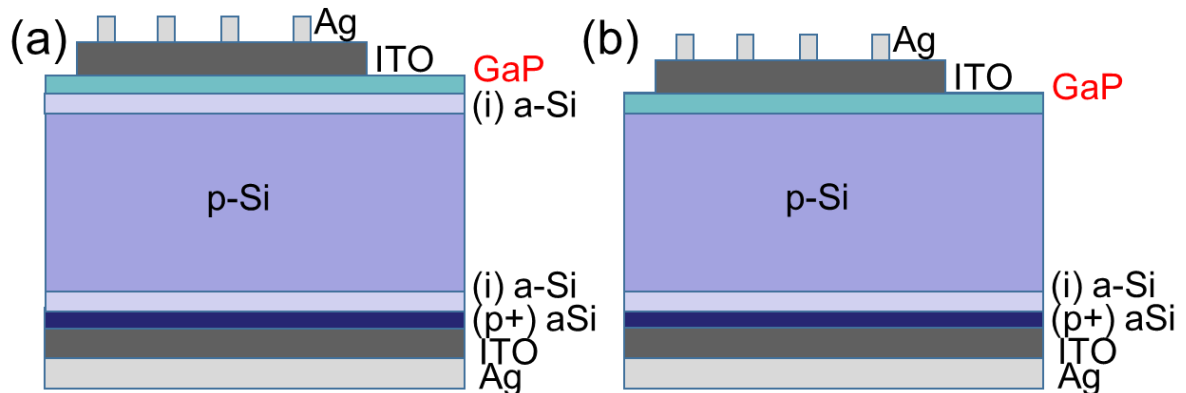 (a)
Ag
ITO
GaP
(i) a-Si
p-Si
(i) a-Si
(p+) aSi
ITO
Ag
(b)
Ag
ITO
GaP
p-Si
(i) a-Si
(p+) aSi
ITO
Ag